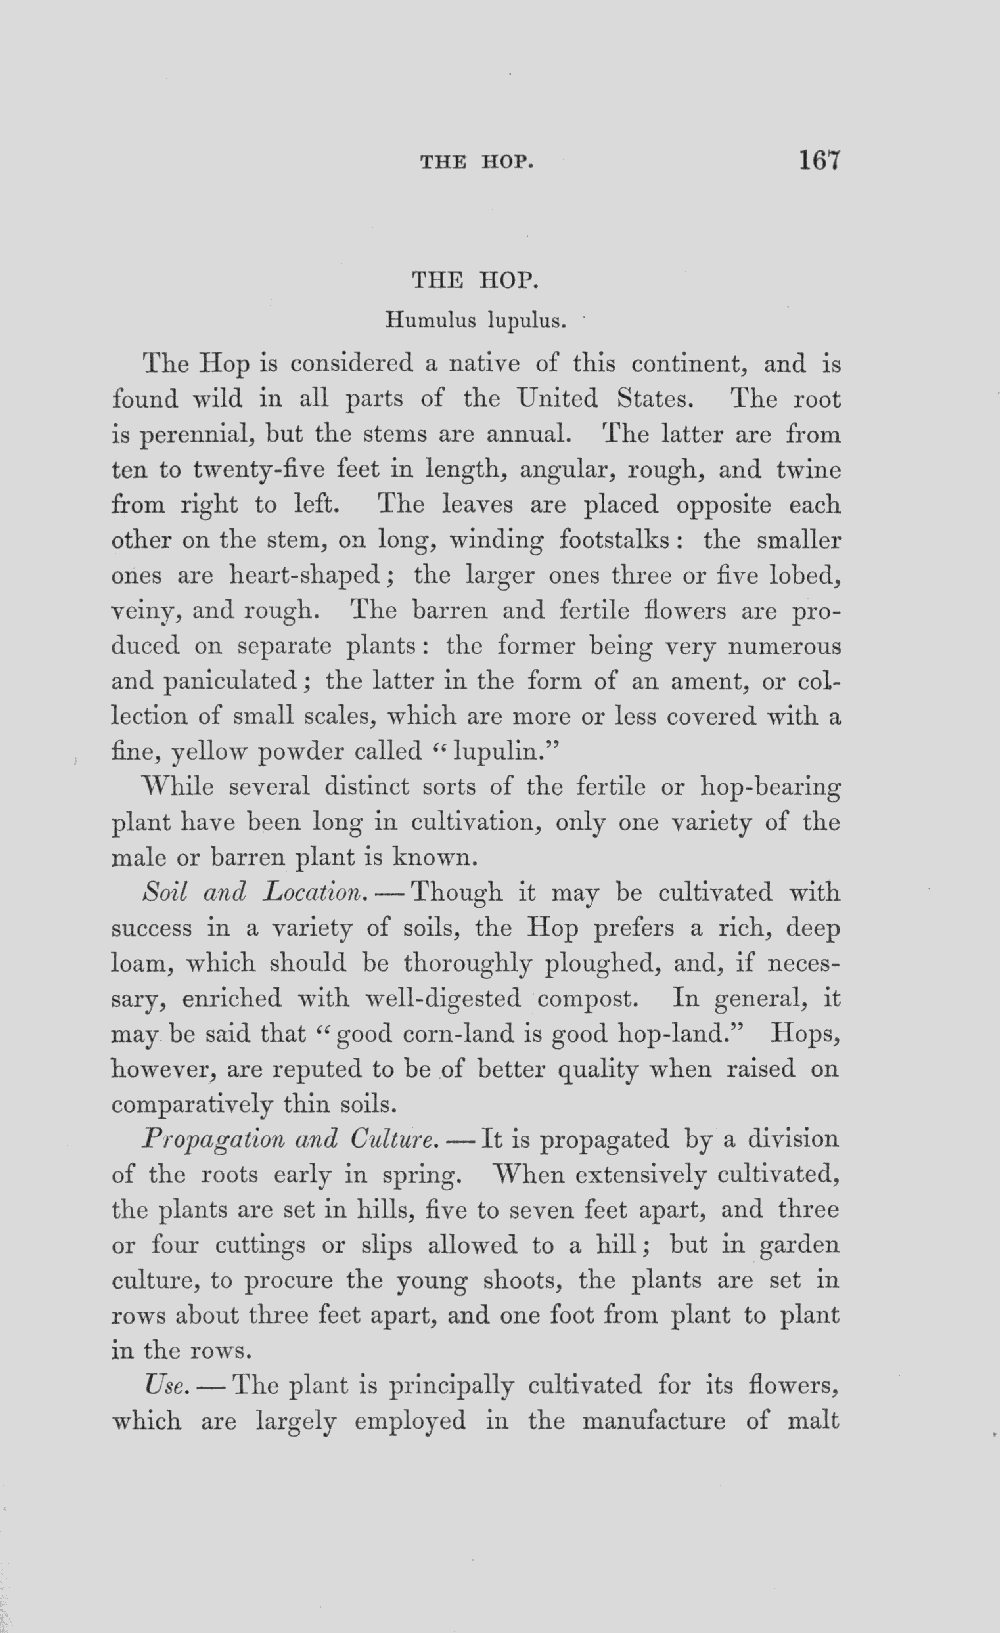 THE HOP. 167
THE HOP.
Humulus lupulus.
The Hop is considered a native of this continent, and is
found wild in all parts of the United States. The root
is perennial, but the stems are annual. The latter are from
ten to twenty-five feet in length, angular, rough, and twine
from right to left. The leaves are placed opposite each
other on the stem, on long, winding footstalks: the smaller
ones are heart-shaped; the larger ones three or five lobed,
veiny, and rough. The barren and fertile flowers are pro-
duced on separate plants: the former being very numerous
and paniculated; the latter in the form of an ament, or col-
lection of small scales, which are more or less covered with a
fine, yellow powder called “lupulin.”
While several distinct sorts of the fertile or hop-bearing
plant have been long in cultivation, only one variety of the
male or barren plant is known.
Soil and Location. — Though it may be cultivated with
success in a variety of soils, the Hop prefers a rich, deep
loam, which should be thoroughly ploughed, and, if neces-
sary, enriched with well-digested compost. In general, it
may be said that “good corn-land is good hop-land.” Hops,
however, are reputed to be of better quality when raised on
comparatively thin soils.
Propagation and Culture. — It is propagated by a division
of the roots early in spring. When extensively cultivated,
the plants are set in hills, five to seven feet apart, and three
or four cuttings or slips allowed to a hill; but in garden
culture, to procure the young shoots, the plants are set in
rows about three feet apart, and one foot from plant to plant
in the rows.
Use. — The plant is principally cultivated for its flowers,
which are largely employed in the manufacture of malt